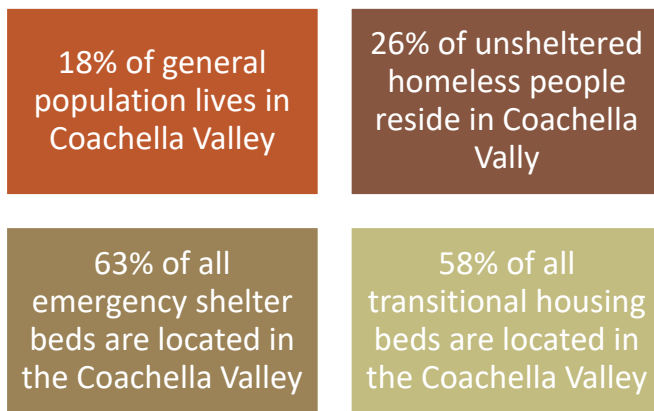 18% of general
population lives in
Coachella Valley
26% of unsheltered
homeless people
reside in Coachella
Vally
63% of all
emergency shelter
beds are located in
the Coachella Valley
58% of all
transitional housing
beds are located in
the Coachella Valley